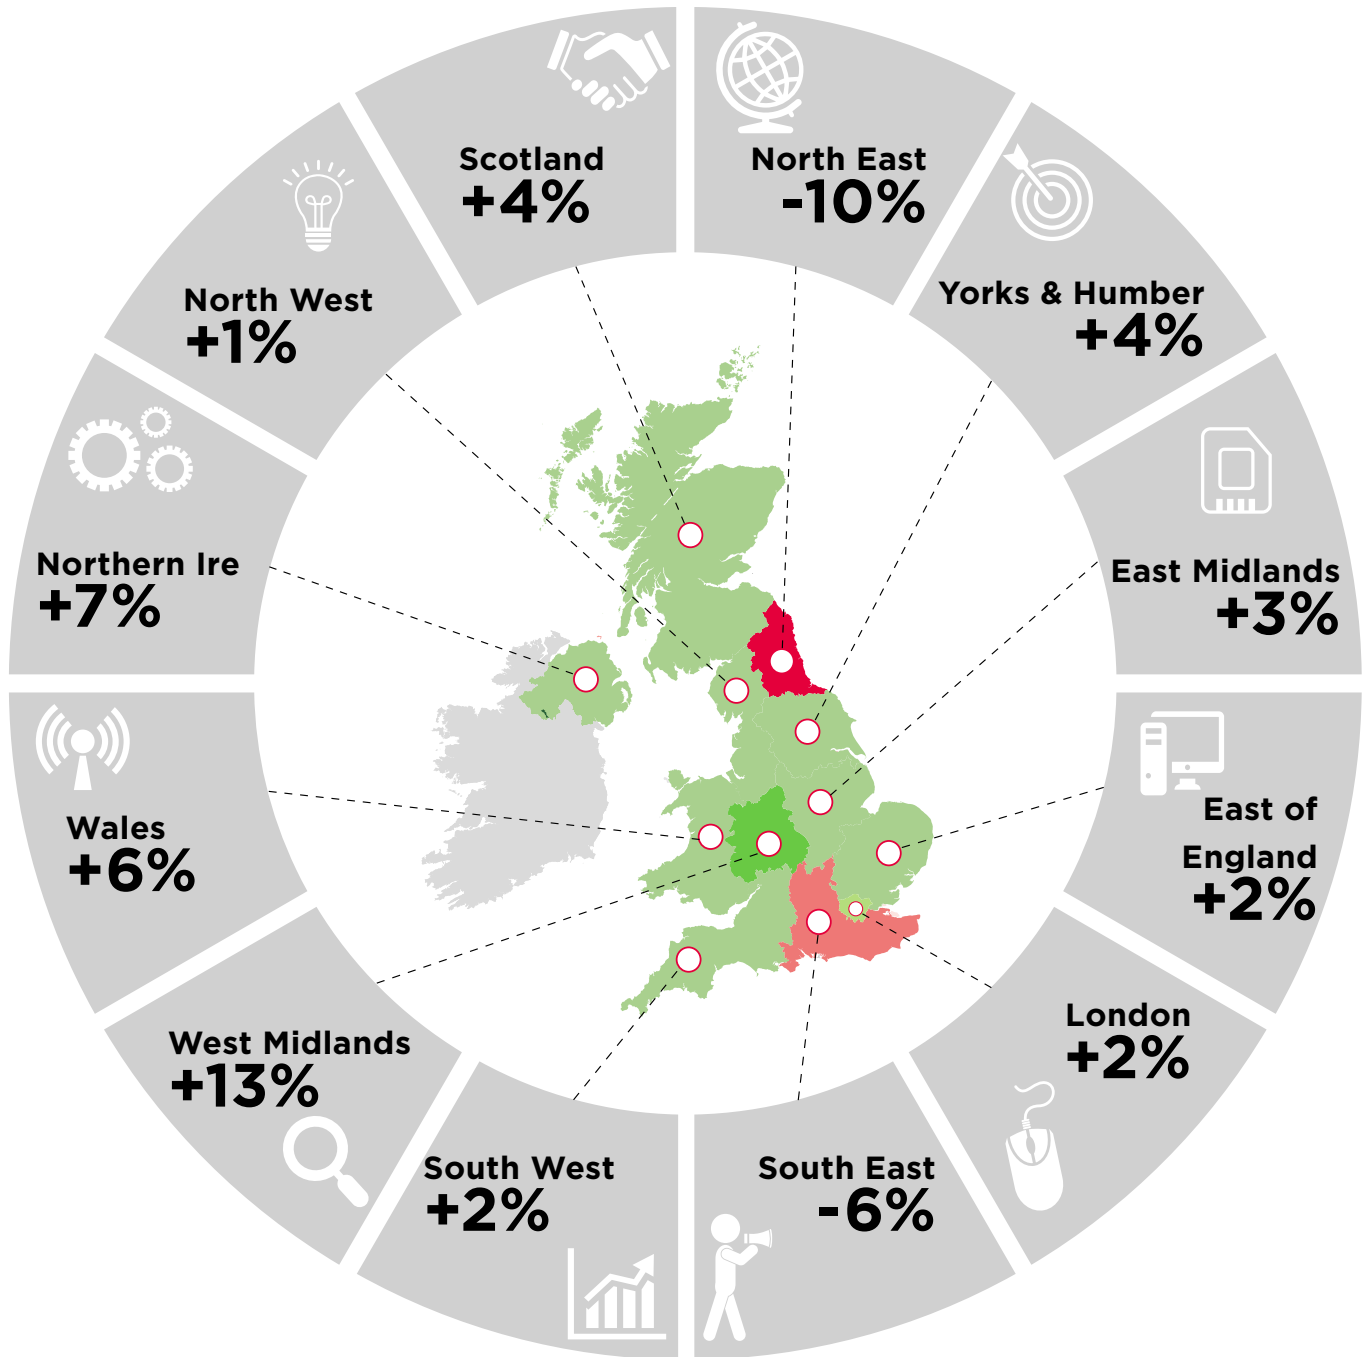 Scotland
+4%
North East
-10%
Yorks & Humber
+4%
East Midlands
+3%
East of
England
+2%
London
+2%
South East
-6%
South West
+2%
West Midlands
+13%
Wales
+6%
Northern Ire
+7%
North West
+1%